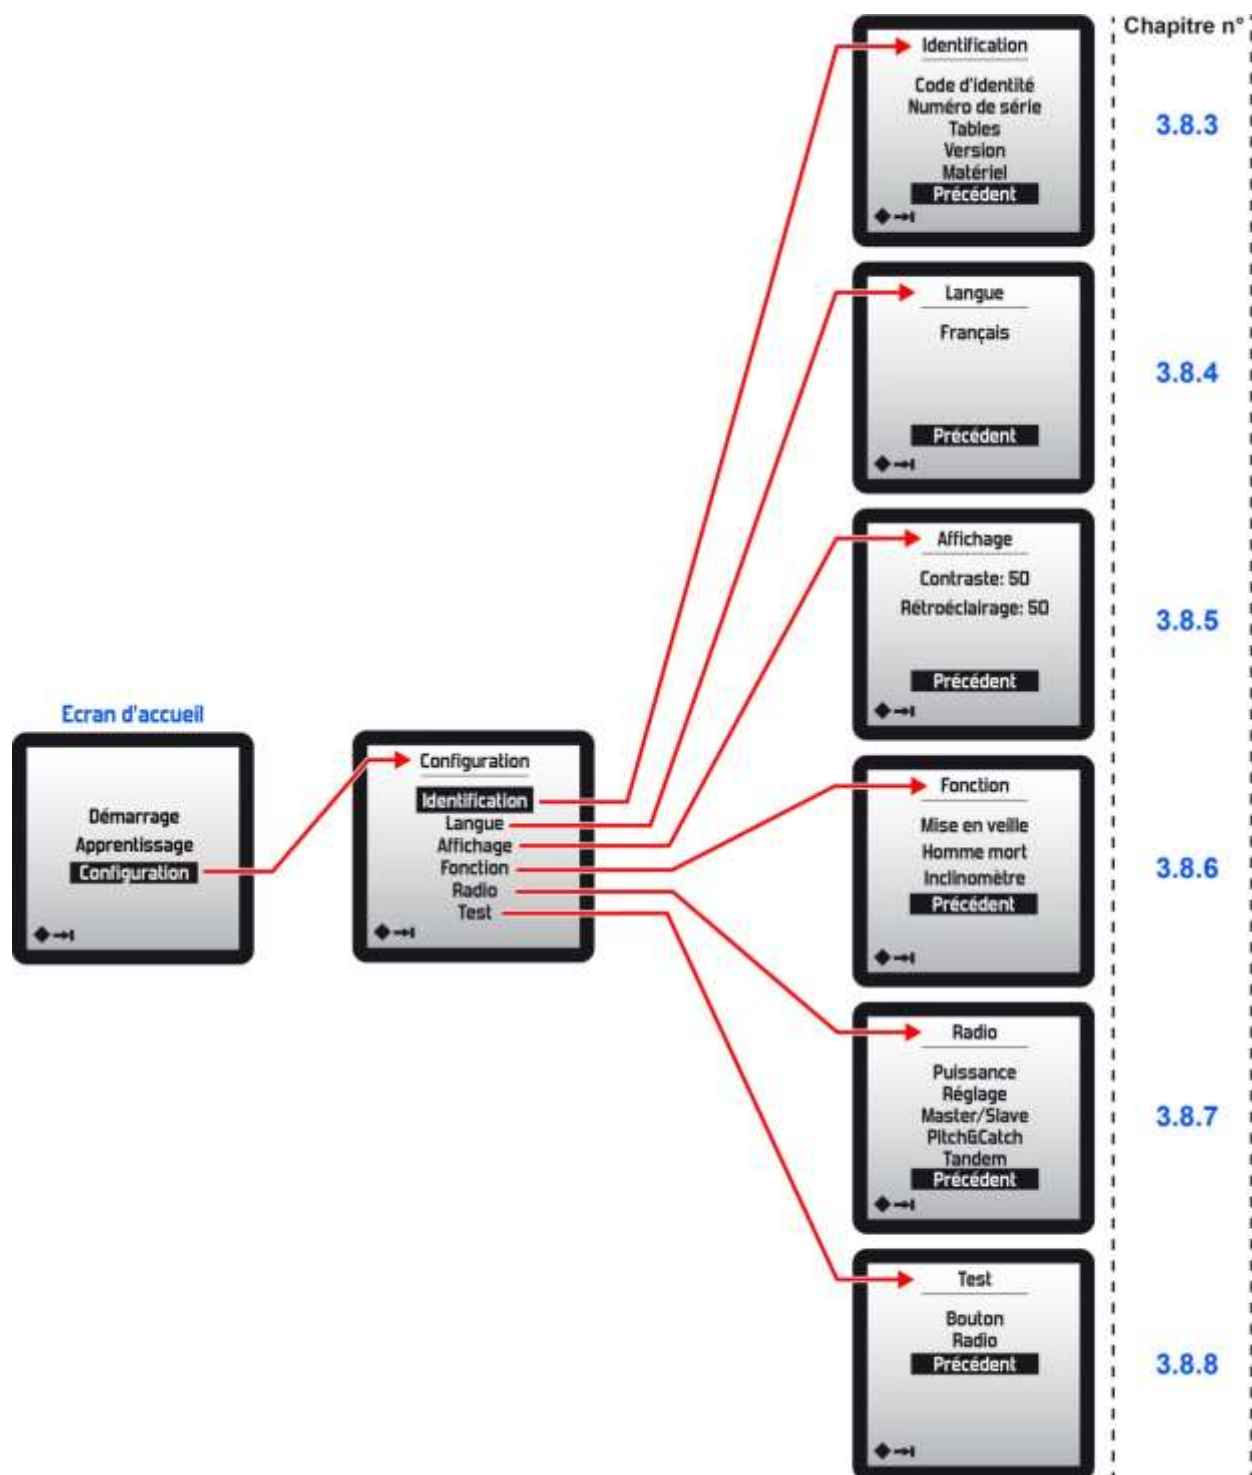 Chapitre n°
Identification
Code d'identité
Numéro de série
Tables
Version
Matériel
Précédent
3.8.3
Langue
Français
Précédent
3.8.4
Affichage
Contraste: 50
Rétroéclairage: 50
Précédent
3.8.5
Ecran d'accueil
Démarrage
Apprentissage
Configuration
Configuration
Identification
Langue
Affichage
Fonction
Radio
Test
Fonction
Mise en veille
Homme mort
Inclinomètre
Précédent
3.8.6
Radio
Puissance
Réglage
Master/Slave
Pitch&Catch
Tandem
Précédent
3.8.7
Test
Bouton
Radio
Précédent
3.8.8